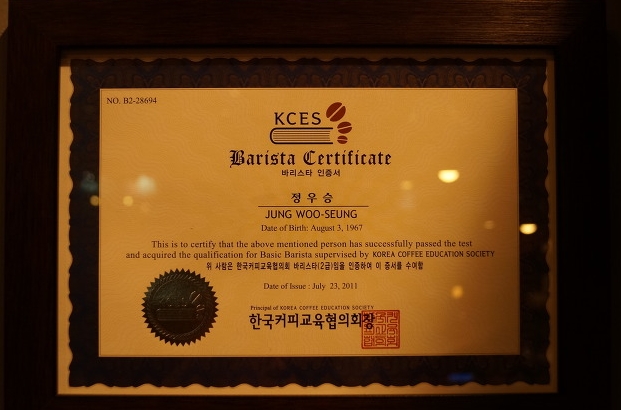 NO. B2-28694
KCES
Barista Certificate
바리스타 인증서
정우승
JUNG WOO-SEUNG
Date of Birth: August 3, 1967
This is to certify that the above mentioned person has successfully passed the test
and acquired the qualification for Basic Barista supervised by KOREA COFFEE EDUCATION SOCIETY
위 사람은 한국커피교육협의회 바리스타(2급)임을 인증하여 이 증서를 수여함
Date of Issue : July 23, 2011
Principal of KOREA COFFEE EDUCATION SOCIETY
한국커피교육협의회장